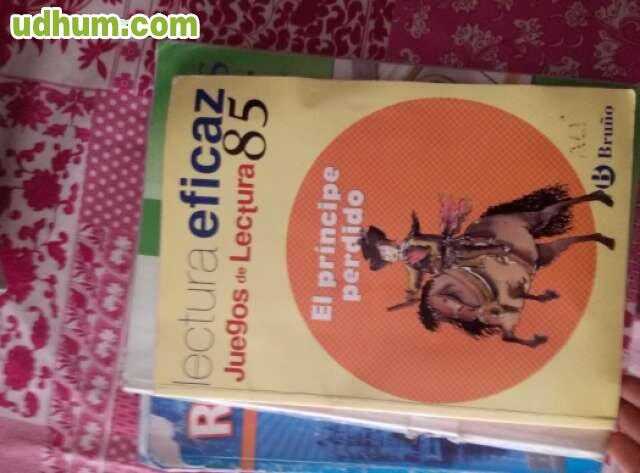 udhum.com
lectura eficaz
Juegos de Lectura
85
El príncipe
perdido
Bruño
R